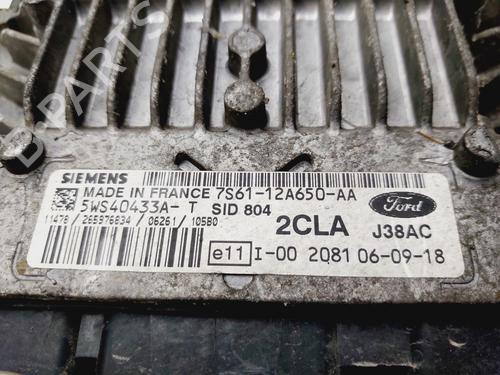 B-PARTS
SIEMENS
MADE IN FRANCE 7S61-12A650-AA
5WS40433A- T SID 804
11478 / 265976834 / 06261 / 105B0
2CLA
Ford
J38AC
e11 I-00 2081 06-09-18